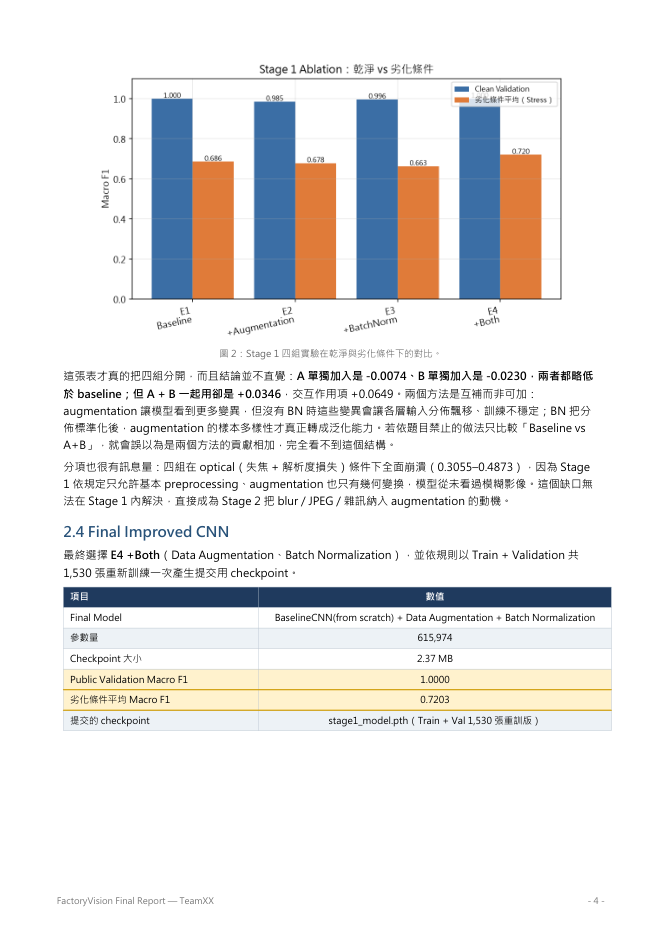 Stage 1 Ablation：乾淨 vs 劣化條件
Clean Validation
劣化條件平均（Stress）
Macro F1
1.0
0.8
0.6
0.4
0.2
0.0
1.000
0.686
0.985
0.678
0.996
0.663
0.720
E1
Baseline
E2
+Augmentation
E3
+BatchNorm
E4
+Both
圖 2：Stage 1 四組實驗在乾淨與劣化條件下的對比。
這張表才真的把四組分開，而且結論並不直覺：A 單獨加入是 -0.0074、B 單獨加入是 -0.0230，兩者都略低
於 baseline；但 A + B 一起用卻是 +0.0346，交互作用項 +0.0649。兩個方法是互補而非可加：
augmentation 讓模型看到更多變異，但沒有 BN 時這些變異會讓各層輸入分佈飄移、訓練不穩定；BN 把分
佈標準化後，augmentation 的樣本多樣性才真正轉成泛化能力。若依題目禁止的做法只比較「Baseline vs
A+B」，就會誤以為是兩個方法的貢獻相加，完全看不到這個結構。
分項也很有訊息量：四組在 optical（失焦 + 解析度損失）條件下全面崩潰（0.3055–0.4873），因為 Stage
1 依規定只允許基本 preprocessing、augmentation 也只有幾何變換，模型從未看過模糊影像。這個缺口無
法在 Stage 1 內解決，直接成為 Stage 2 把 blur / JPEG / 雜訊納入 augmentation 的動機。
2.4 Final Improved CNN
最終選擇 E4 +Both（Data Augmentation、Batch Normalization），並依規則以 Train + Validation 共
1,530 張重新訓練一次產生提交用 checkpoint。
項目 數值
Final Model BaselineCNN(from scratch) + Data Augmentation + Batch Normalization
參數量 615,974
Checkpoint 大小 2.37 MB
Public Validation Macro F1 1.0000
劣化條件平均 Macro F1 0.7203
提交的 checkpoint stage1_model.pth（Train + Val 1,530 張重訓版）
FactoryVision Final Report — TeamXX
- 4 -